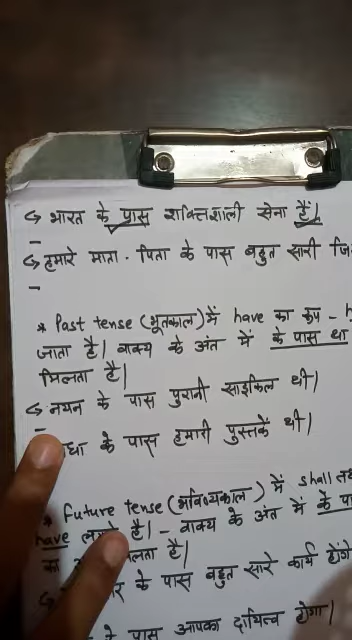 ↳ भारत के पास शक्तिशाली सेना है।
↳ हमारे माता - पिता के पास बहुत सारी
* Past tense (भूतकाल) में have का रूप -
जाता है। वाक्य के अंत में के पास था
मिलता है।
↳ नयन के पास पुरानी साइकिल थी।
के पास हमारी पुस्तकें थी।
* Future tense (भविष्यकाल) में shall
have है। - वाक्य के अंत में के
है।
के पास बहुत सारे कार्य होंगे
पास आपका दायित्व होगा।